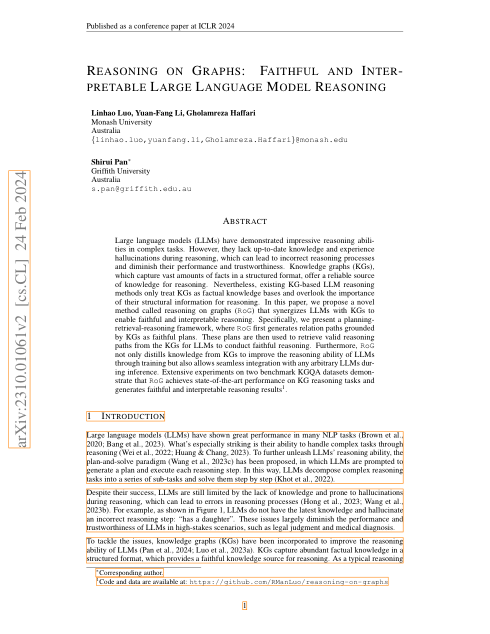 Published as a conference paper at ICLR 2024
REASONING ON GRAPHS: FAITHFUL AND INTER-
PRETABLE LARGE LANGUAGE MODEL REASONING
Linhao Luo, Yuan-Fang Li, Gholamreza Haffari
Monash University
Australia
{linhao.luo,yuanfang.li,Gholamreza.Haffari}@monash.edu
Shirui Pan*
Griffith University
Australia
s.pan@griffith.edu.au
ABSTRACT
Large language models (LLMs) have demonstrated impressive reasoning abili-
ties in complex tasks. However, they lack up-to-date knowledge and experience
hallucinations during reasoning, which can lead to incorrect reasoning processes
and diminish their performance and trustworthiness. Knowledge graphs (KGs),
which capture vast amounts of facts in a structured format, offer a reliable source
of knowledge for reasoning. Nevertheless, existing KG-based LLM reasoning
methods only treat KGs as factual knowledge bases and overlook the importance
of their structural information for reasoning. In this paper, we propose a novel
method called reasoning on graphs (RoG) that synergizes LLMs with KGs to
enable faithful and interpretable reasoning. Specifically, we present a planning-
retrieval-reasoning framework, where RoG first generates relation paths grounded
by KGs as faithful plans. These plans are then used to retrieve valid reasoning
paths from the KGs for LLMs to conduct faithful reasoning. Furthermore, RoG
not only distills knowledge from KGs to improve the reasoning ability of LLMs
through training but also allows seamless integration with any arbitrary LLMs dur-
ing inference. Extensive experiments on two benchmark KGQA datasets demon-
strate that RoG achieves state-of-the-art performance on KG reasoning tasks and
generates faithful and interpretable reasoning results¹.
1 INTRODUCTION
Large language models (LLMs) have shown great performance in many NLP tasks (Brown et al.,
2020; Bang et al., 2023). What's especially striking is their ability to handle complex tasks through
reasoning (Wei et al., 2022; Huang & Chang, 2023). To further unleash LLMs' reasoning ability, the
plan-and-solve paradigm (Wang et al., 2023c) has been proposed, in which LLMs are prompted to
generate a plan and execute each reasoning step. In this way, LLMs decompose complex reasoning
tasks into a series of sub-tasks and solve them step by step (Khot et al., 2022).
Despite their success, LLMs are still limited by the lack of knowledge and prone to hallucinations
during reasoning, which can lead to errors in reasoning processes (Hong et al., 2023; Wang et al.,
2023b). For example, as shown in Figure 1, LLMs do not have the latest knowledge and hallucinate
an incorrect reasoning step: "has a daughter". These issues largely diminish the performance and
trustworthiness of LLMs in high-stakes scenarios, such as legal judgment and medical diagnosis.
To tackle the issues, knowledge graphs (KGs) have been incorporated to improve the reasoning
ability of LLMs (Pan et al., 2024; Luo et al., 2023a). KGs capture abundant factual knowledge in a
structured format, which provides a faithful knowledge source for reasoning. As a typical reasoning
*Corresponding author.
¹Code and data are available at: https://github.com/RManLuo/reasoning-on-graphs
1
arXiv:2310.01061v2 [cs.CL] 24 Feb 2024